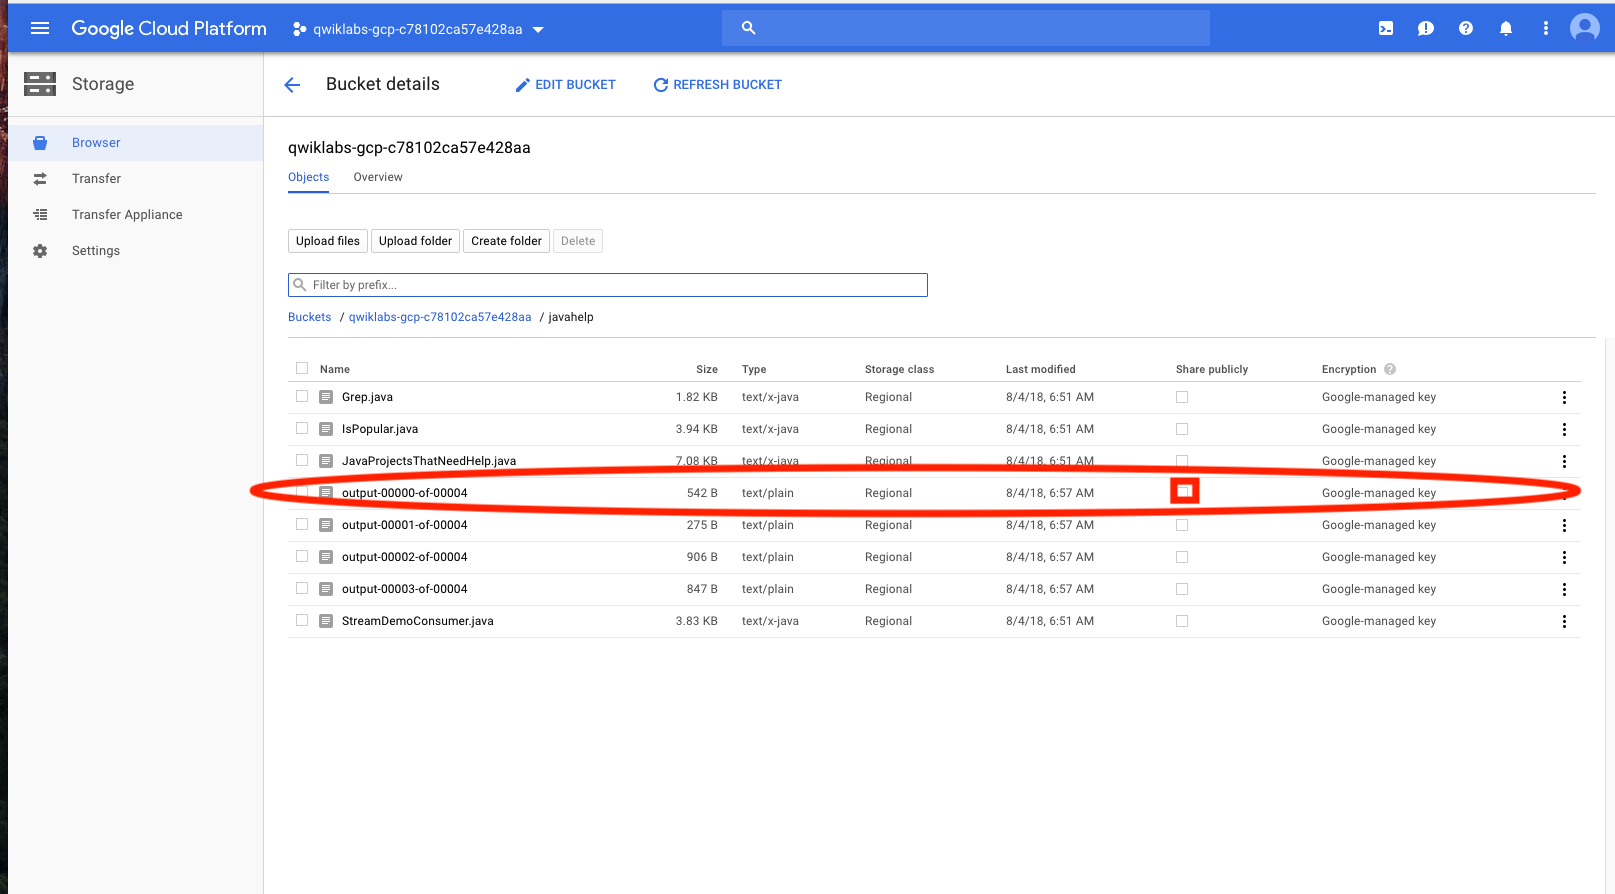 Google Cloud Platform qwiklabs-gcp-c78102ca57e428aa
Storage
Bucket details EDIT BUCKET REFRESH BUCKET
Browser
Transfer
Transfer Appliance
Settings
qwiklabs-gcp-c78102ca57e428aa
Objects Overview
Upload files Upload folder Create folder Delete
Filter by prefix...
Buckets / qwiklabs-gcp-c78102ca57e428aa / javahelp
Name Size Type Storage class Last modified Share publicly Encryption ?
Grep.java 1.82 KB text/x-java Regional 8/4/18, 6:51 AM Google-managed key
IsPopular.java 3.94 KB text/x-java Regional 8/4/18, 6:51 AM Google-managed key
JavaProjectsThatNeedHelp.java 7.08 KB text/x-java Regional 8/4/18, 6:51 AM Google-managed key
output-00000-of-00004 542 B text/plain Regional 8/4/18, 6:57 AM Google-managed key
output-00001-of-00004 275 B text/plain Regional 8/4/18, 6:57 AM Google-managed key
output-00002-of-00004 906 B text/plain Regional 8/4/18, 6:57 AM Google-managed key
output-00003-of-00004 847 B text/plain Regional 8/4/18, 6:57 AM Google-managed key
StreamDemoConsumer.java 3.83 KB text/x-java Regional 8/4/18, 6:51 AM Google-managed key